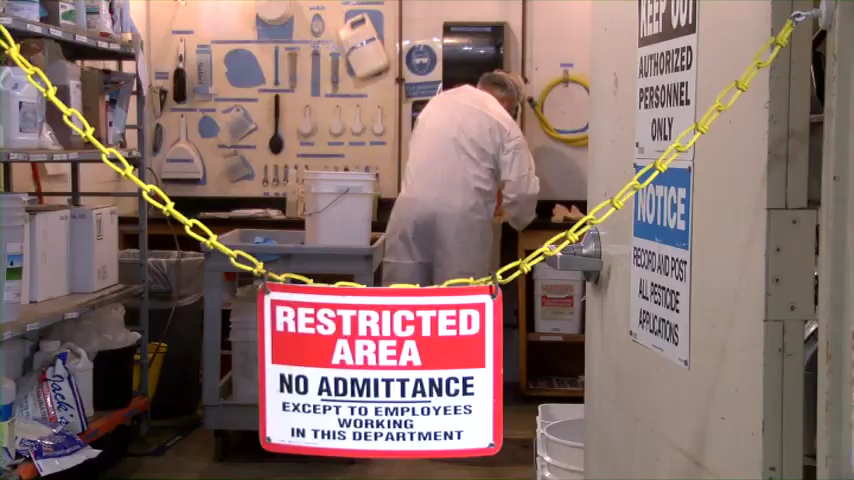 KEEP OUT
AUTHORIZED
PERSONNEL
ONLY
NOTICE
RECORD AND POST
ALL PESTICIDE
APPLICATIONS
RESTRICTED
AREA
NO ADMITTANCE
EXCEPT TO EMPLOYEES
WORKING
IN THIS DEPARTMENT
Jack's